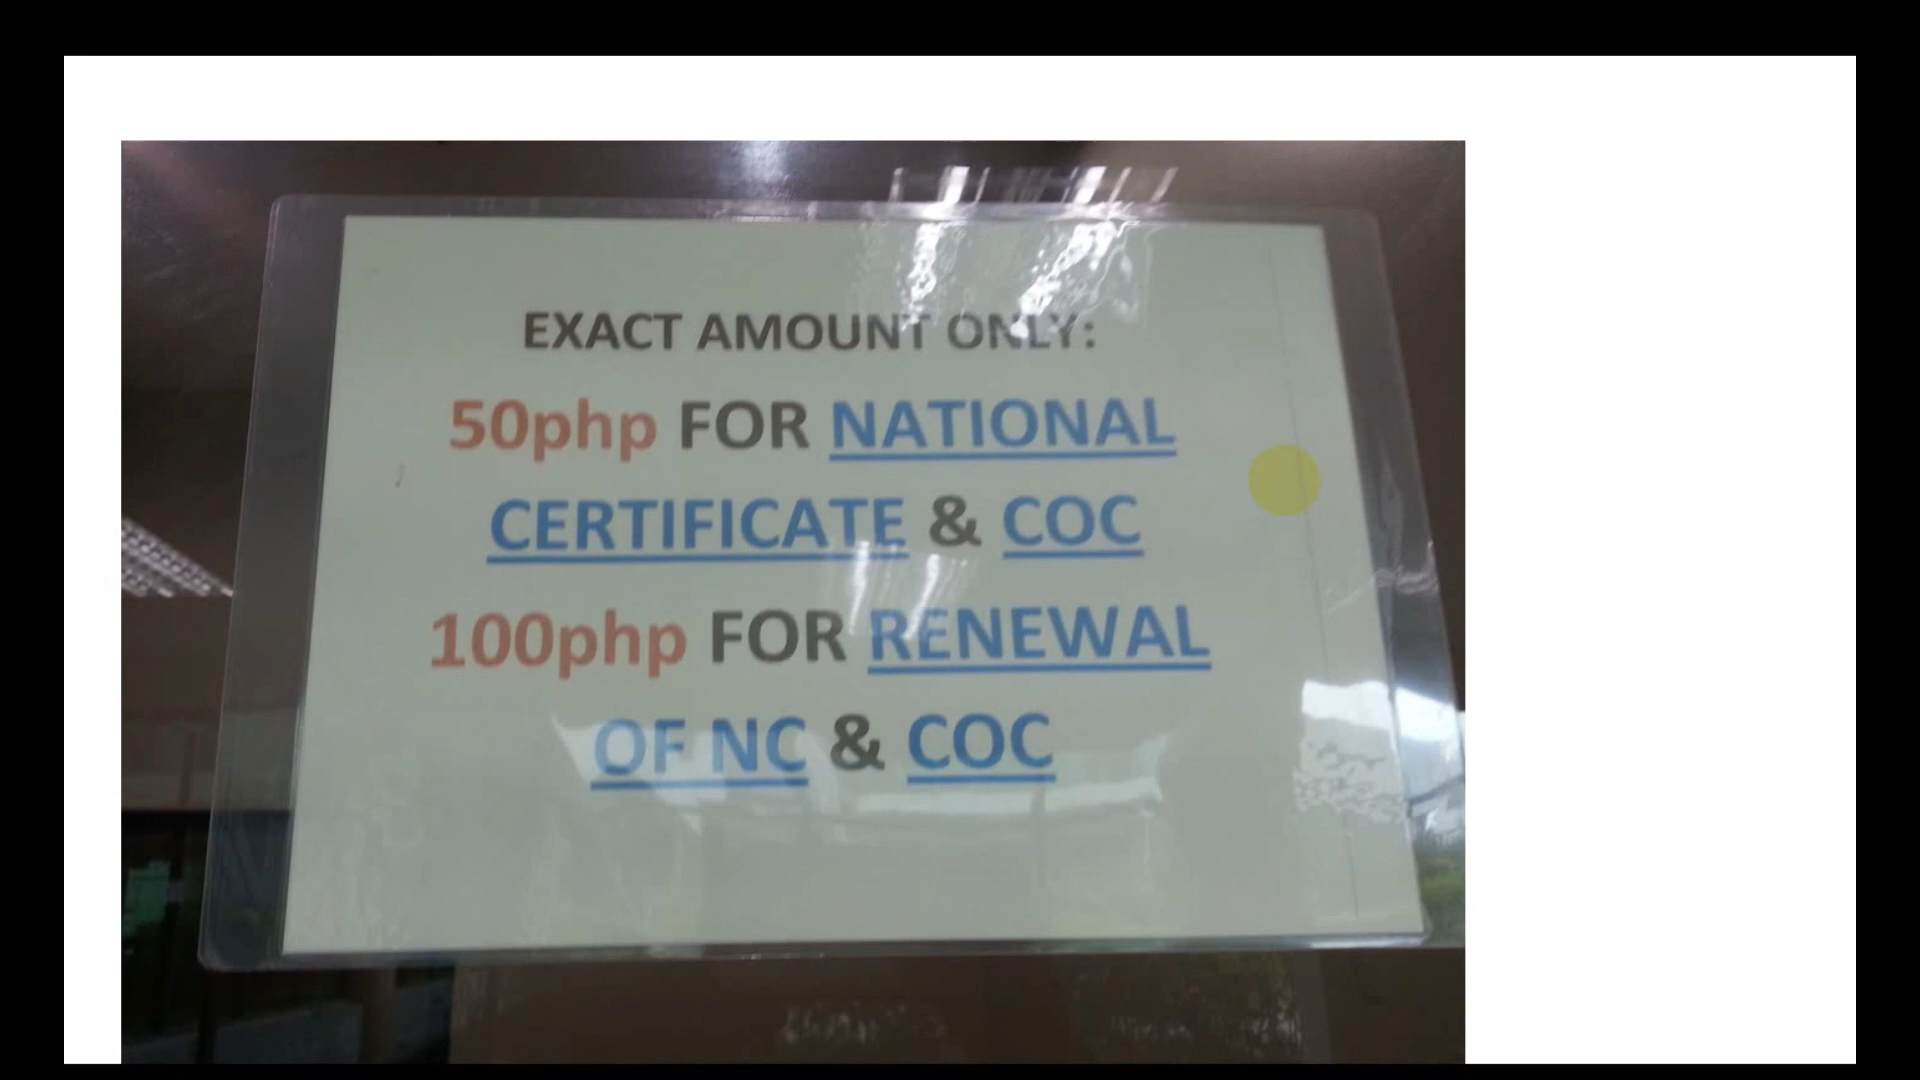 EXACT AMOUNT ONLY:
50php FOR NATIONAL
CERTIFICATE & COC
100php FOR RENEWAL
OF NC & COC